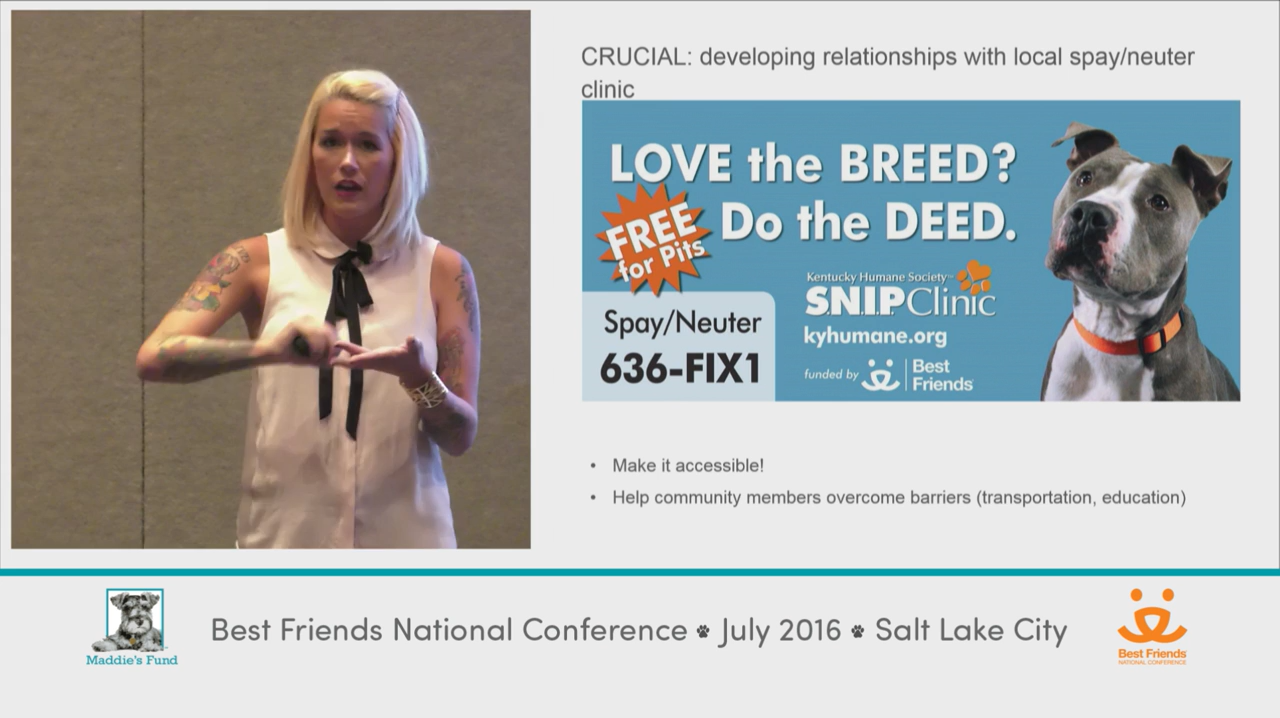 CRUCIAL: developing relationships with local spay/neuter
clinic
LOVE the BREED?
Do the DEED.
FREE
for Pits
Spay/Neuter
636-FIX1
Kentucky Humane Society
S.N.I.P. Clinic
kyhumane.org
funded by Best
Friends
• Make it accessible!
• Help community members overcome barriers (transportation, education)
Maddie's Fund
Best Friends National Conference July 2016 Salt Lake City
Best Friends
NATIONAL CONFERENCE